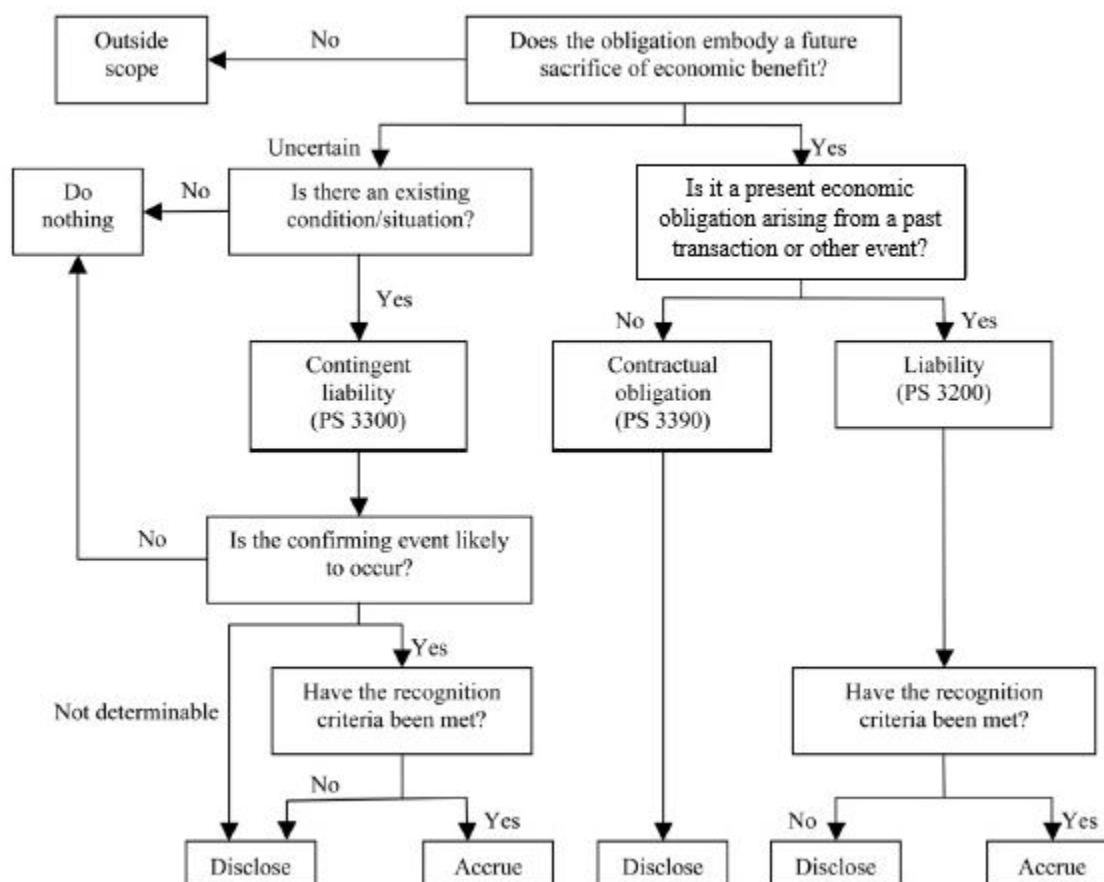 Outside
scope
No
Does the obligation embody a future
sacrifice of economic benefit?
Uncertain
Yes
Do
nothing
No
Is there an existing
condition/situation?
Is it a present economic
obligation arising from a past
transaction or other event?
Yes
No
Yes
Contingent
liability
(PS 3300)
Contractual
obligation
(PS 3390)
Liability
(PS 3200)
No
Is the confirming event likely
to occur?
Yes
Not determinable
Have the recognition
criteria been met?
Have the recognition
criteria been met?
No
Yes
No
Yes
Disclose
Accrue
Disclose
Disclose
Accrue